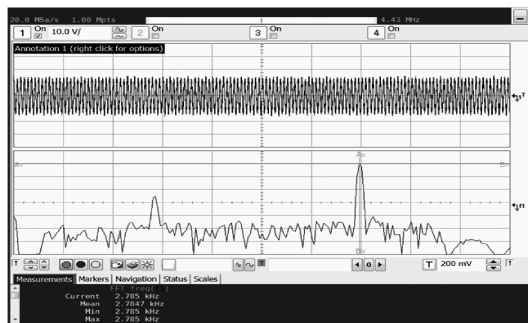 20.0 MSa/s 1.00 Mpts 4.43 MHz
1 On 10.0 V/ 2 On 3 On 4 On
Annotation 1 (right click for options)
Ax
Bx
T 200 mV
Measurements Markers Navigation Status Scales
FFT freq(
Current 2.785 kHz
Mean 2.7847 kHz
Min 2.785 kHz
Max 2.785 kHz